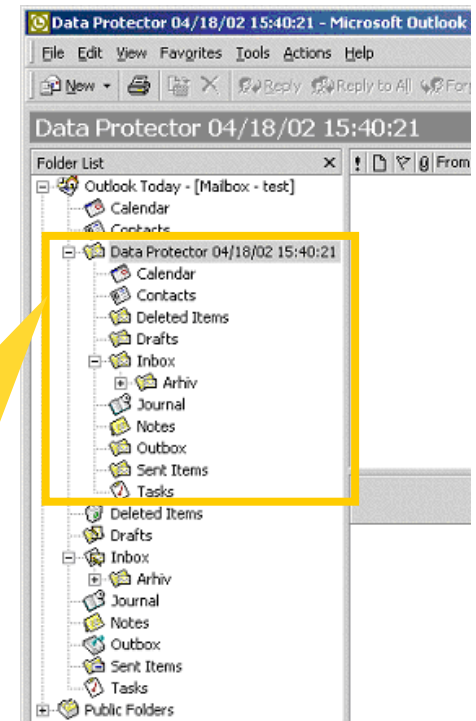 Data Protector 04/18/02 15:40:21 - Microsoft Outlook
File Edit View Favorites Tools Actions Help
New Reply Reply to All
Data Protector 04/18/02 15:40:21
Folder List × ! From
Outlook Today - [Mailbox - test]
Calendar
Contacts
Data Protector 04/18/02 15:40:21
Calendar
Contacts
Deleted Items
Drafts
Inbox
Arhiv
Journal
Notes
Outbox
Sent Items
Tasks
Deleted Items
Drafts
Inbox
Arhiv
Journal
Notes
Outbox
Sent Items
Tasks
Public Folders